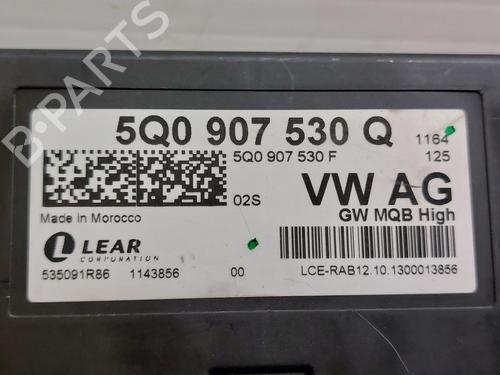 5Q0 907 530 Q
1164
5Q0 907 530 F
125
02S
VW AG
Made in Morocco
GW MQB High
LEAR
CORPORATION
535091R86 1143856 00
LCE-RAB12.10.1300013856
B-PARTS